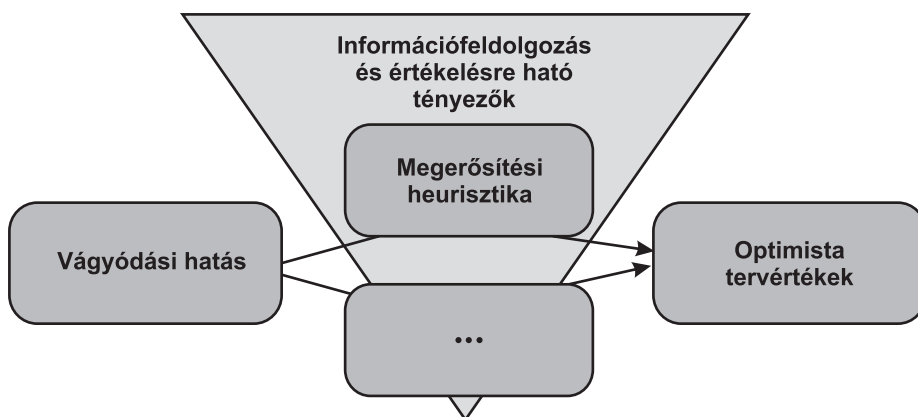 Információfeldolgozás
és értékelésre ható
tényezők
Megerősítési
heurisztika
Vágyódási hatás
Optimista
tervértékek
...